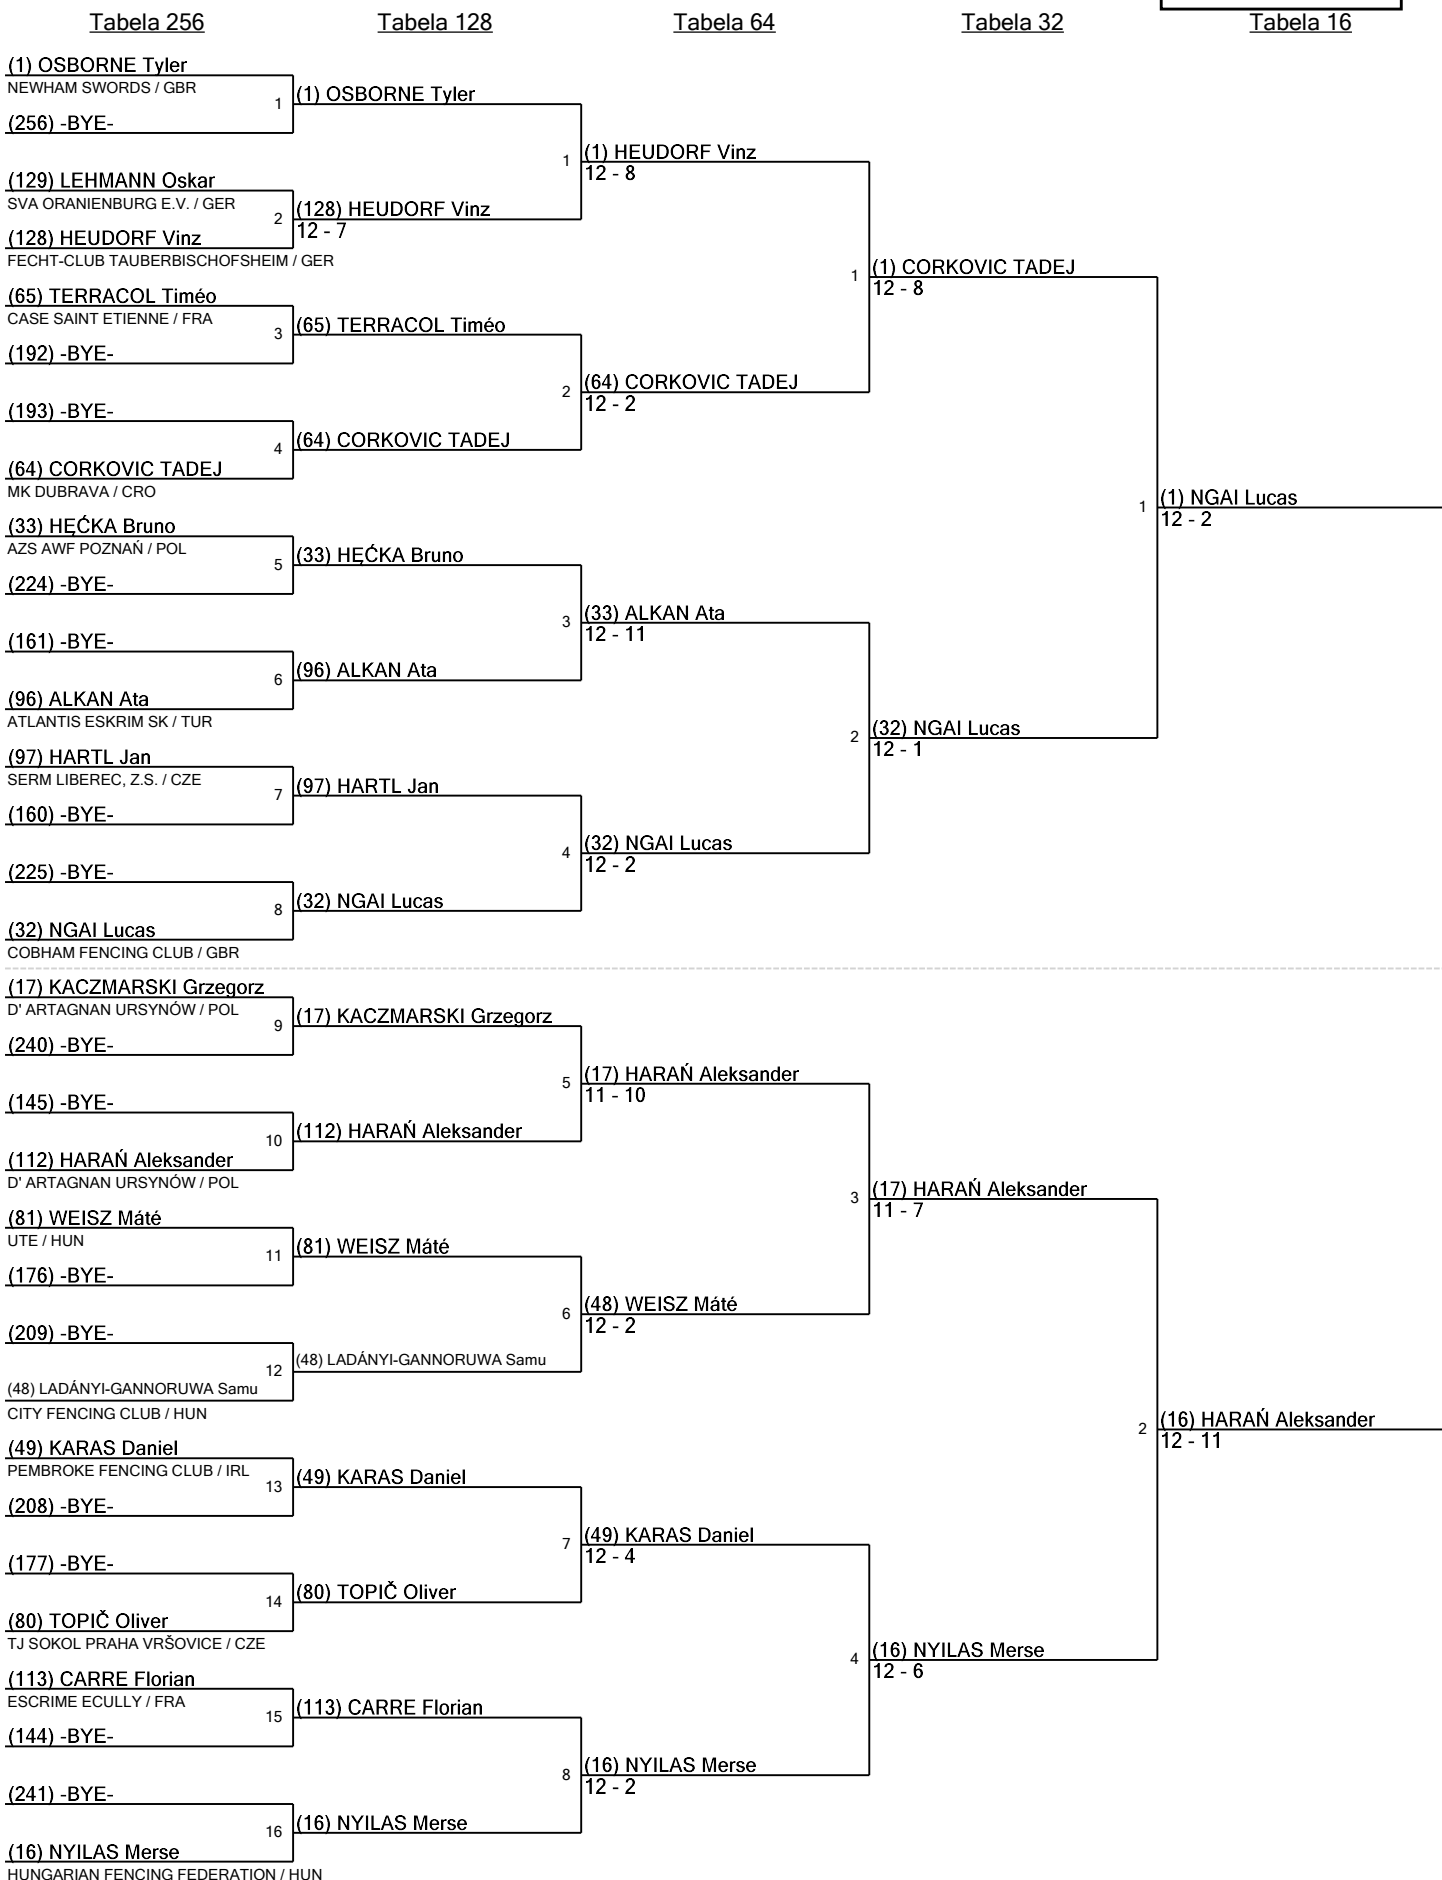 Tabela 256
Tabela 128
Tabela 64
Tabela 32
Tabela 16
(1) OSBORNE Tyler
NEWHAM SWORDS / GBR
1
(256) -BYE-
(129) LEHMANN Oskar
SVA ORANIENBURG E.V. / GER
2
(128) HEUDORF Vinz
FECHT-CLUB TAUBERBISCHOFSHEIM / GER
(65) TERRACOL Timéo
CASE SAINT ETIENNE / FRA
3
(192) -BYE-
(193) -BYE-
4
(64) CORKOVIC TADEJ
MK DUBRAVA / CRO
(33) HĘĆKA Bruno
AZS AWF POZNAŃ / POL
5
(224) -BYE-
(161) -BYE-
6
(96) ALKAN Ata
ATLANTIS ESKRIM SK / TUR
(97) HARTL Jan
SERM LIBEREC, Z.S. / CZE
7
(160) -BYE-
(225) -BYE-
8
(32) NGAI Lucas
COBHAM FENCING CLUB / GBR
(17) KACZMARSKI Grzegorz
D' ARTAGNAN URSYNÓW / POL
9
(240) -BYE-
(145) -BYE-
10
(112) HARAŃ Aleksander
D' ARTAGNAN URSYNÓW / POL
(81) WEISZ Máté
UTE / HUN
11
(176) -BYE-
(209) -BYE-
12
(48) LADÁNYI-GANNORUWA Samu
CITY FENCING CLUB / HUN
(49) KARAS Daniel
PEMBROKE FENCING CLUB / IRL
13
(208) -BYE-
(177) -BYE-
14
(80) TOPIČ Oliver
TJ SOKOL PRAHA VRŠOVICE / CZE
(113) CARRE Florian
ESCRIME ECULLY / FRA
15
(144) -BYE-
(241) -BYE-
16
(16) NYILAS Merse
HUNGARIAN FENCING FEDERATION / HUN
(1) OSBORNE Tyler
1
(128) HEUDORF Vinz
12 - 7
(65) TERRACOL Timéo
2
(64) CORKOVIC TADEJ
(33) HĘĆKA Bruno
3
(96) ALKAN Ata
(97) HARTL Jan
4
(32) NGAI Lucas
(17) KACZMARSKI Grzegorz
5
(112) HARAŃ Aleksander
(81) WEISZ Máté
6
(48) LADÁNYI-GANNORUWA Samu
(49) KARAS Daniel
7
(80) TOPIČ Oliver
(113) CARRE Florian
8
(16) NYILAS Merse
(1) HEUDORF Vinz
12 - 8
1
(64) CORKOVIC TADEJ
12 - 2
(33) ALKAN Ata
12 - 11
2
(32) NGAI Lucas
12 - 2
(17) HARAŃ Aleksander
11 - 10
3
(48) WEISZ Máté
12 - 2
(49) KARAS Daniel
12 - 4
4
(16) NYILAS Merse
12 - 2
(1) CORKOVIC TADEJ
12 - 8
1
(32) NGAI Lucas
12 - 1
(17) HARAŃ Aleksander
11 - 7
2
(16) NYILAS Merse
12 - 6
(1) NGAI Lucas
12 - 2
(16) HARAŃ Aleksander
12 - 11